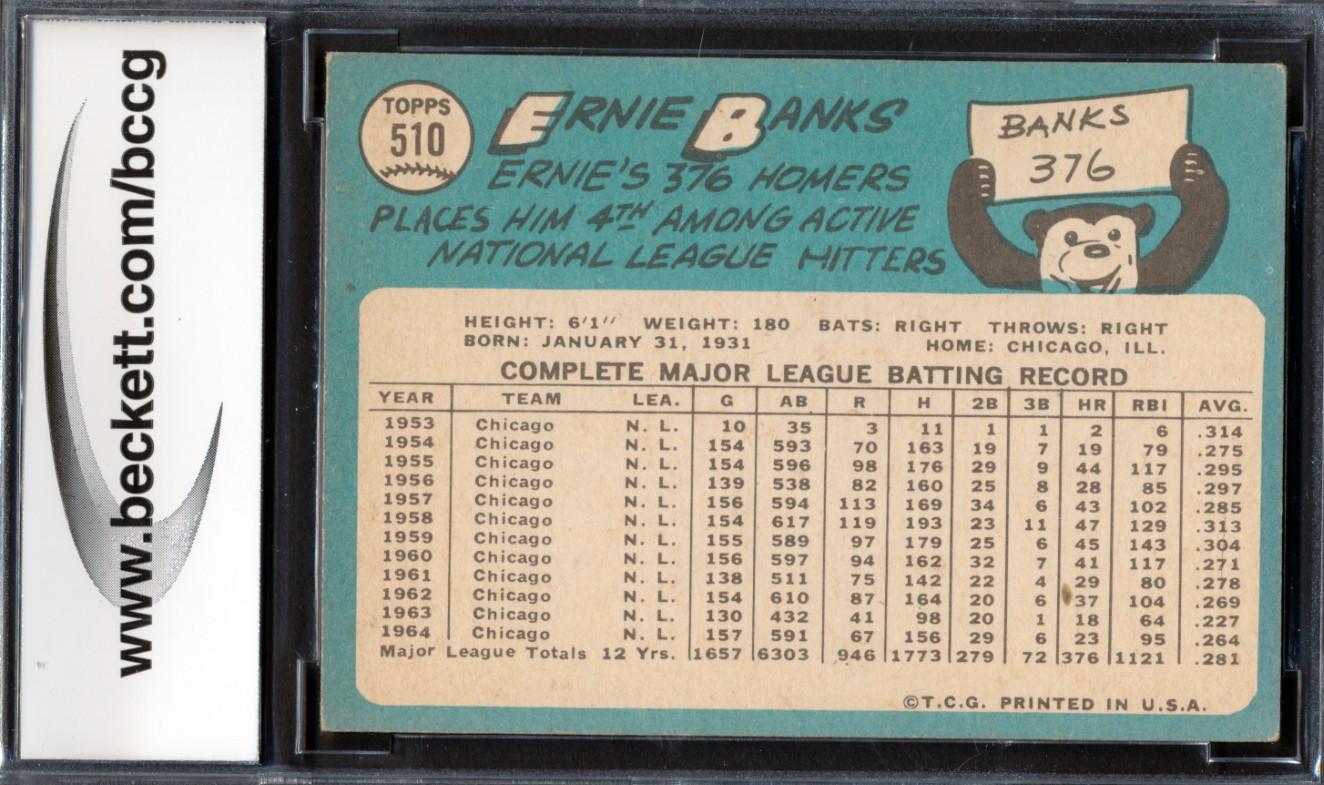 www.beckett.com/bccg
TOPPS
510
ERNIE BANKS
ERNIE'S 376 HOMERS
PLACES HIM 4TH AMONG ACTIVE
NATIONAL LEAGUE HITTERS
BANKS
376
HEIGHT: 6'1" WEIGHT: 180 BATS: RIGHT THROWS: RIGHT
BORN: JANUARY 31, 1931 HOME: CHICAGO, ILL.
COMPLETE MAJOR LEAGUE BATTING RECORD
YEAR TEAM LEA. G AB R H 2B 3B HR RBI AVG.
1953 Chicago N. L. 10 35 3 11 1 1 2 6 .314
1954 Chicago N. L. 154 593 70 163 19 7 19 79 .275
1955 Chicago N. L. 154 596 98 176 29 9 44 117 .295
1956 Chicago N. L. 139 538 82 160 25 8 28 85 .297
1957 Chicago N. L. 156 594 113 169 34 6 43 102 .285
1958 Chicago N. L. 154 617 119 193 23 11 47 129 .313
1959 Chicago N. L. 155 589 97 179 25 6 45 143 .304
1960 Chicago N. L. 156 597 94 162 32 7 41 117 .271
1961 Chicago N. L. 138 511 75 142 22 4 29 80 .278
1962 Chicago N. L. 154 610 87 164 20 6 37 104 .269
1963 Chicago N. L. 130 432 41 98 20 1 18 64 .227
1964 Chicago N. L. 157 591 67 156 29 6 23 95 .264
Major League Totals 12 Yrs. 1657 6303 946 1773 279 72 376 1121 .281
©T.C.G. PRINTED IN U.S.A.